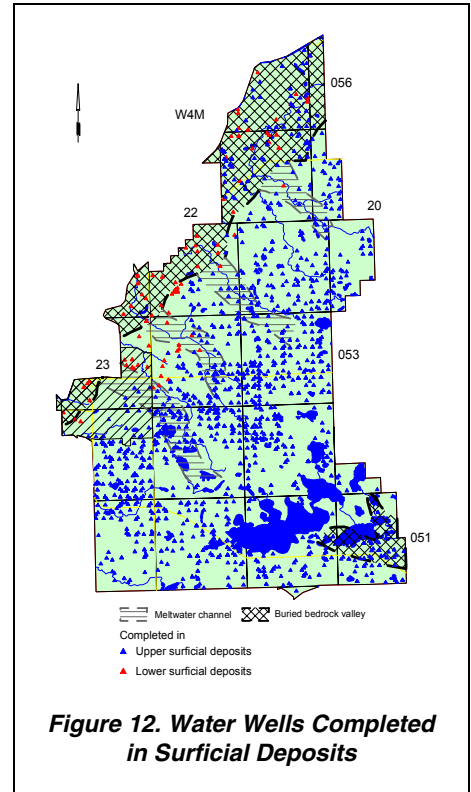 056
W4M
20
22
053
23
051
Meltwater channel Buried bedrock valley
Completed in
Upper surficial deposits
Lower surficial deposits
Figure 12. Water Wells Completed
in Surficial Deposits